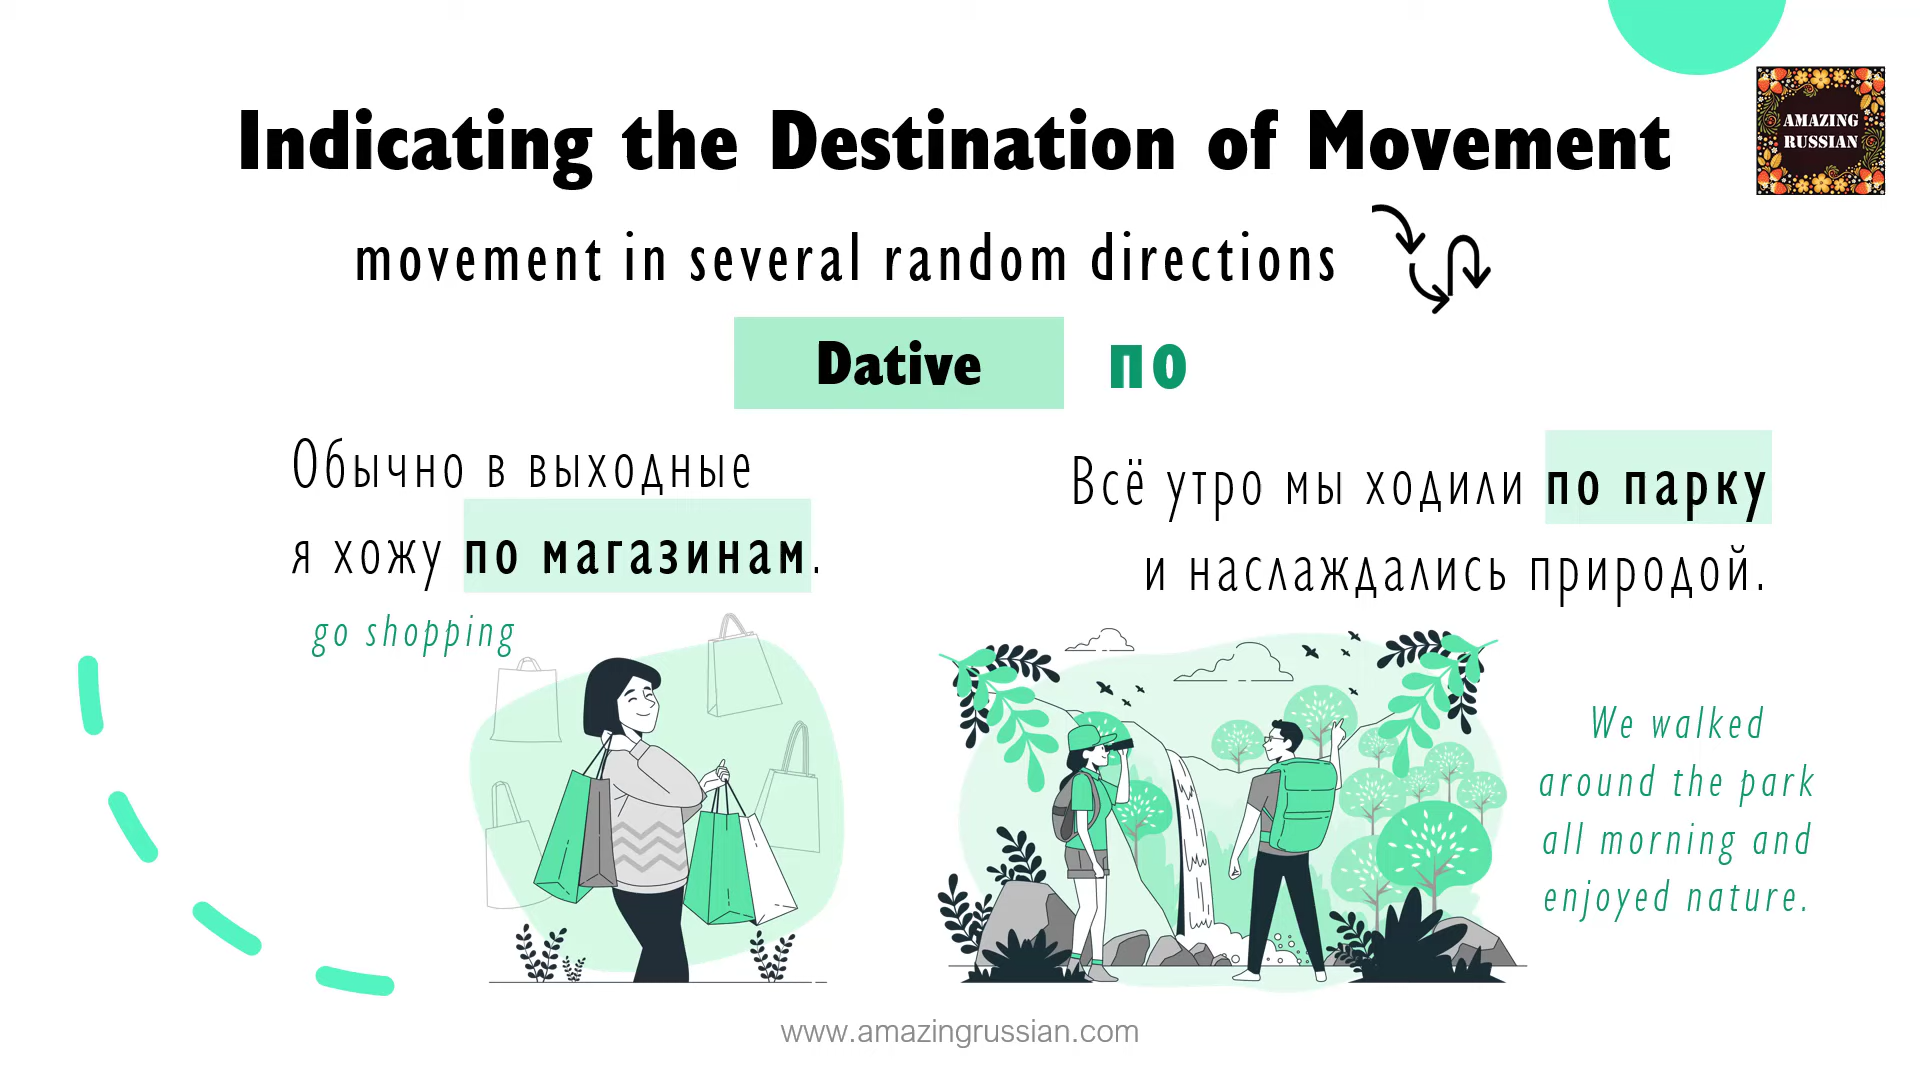 AMAZING
RUSSIAN
Indicating the Destination of Movement
movement in several random directions
Dative по
Обычно в выходные
я хожу по магазинам.
go shopping
Всё утро мы ходили по парку
и наслаждались природой.
We walked
around the park
all morning and
enjoyed nature.
www.amazingrussian.com